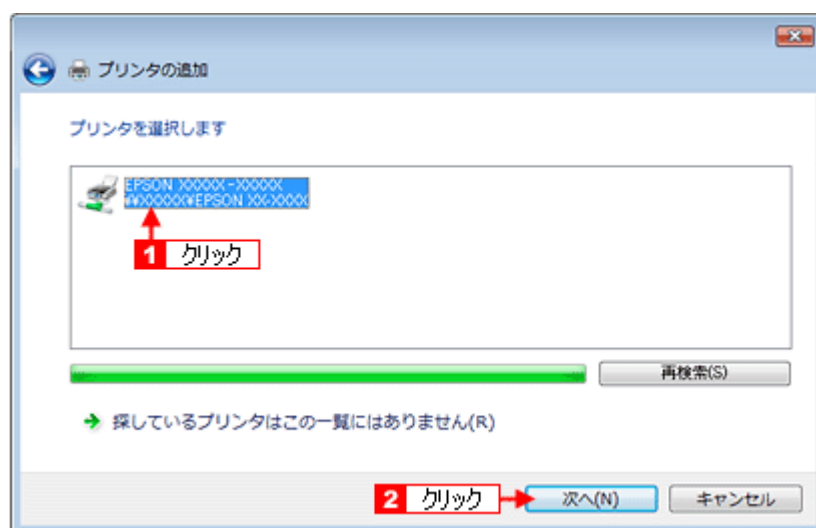 プリンタの追加
プリンタを選択します
EPSON XXXXX-XXXXX
¥¥XXXXXX¥EPSON XX-XXXX
1 クリック
再検索(S)
探しているプリンタはこの一覧にはありません(R)
2 クリック
次へ(N)
キャンセル